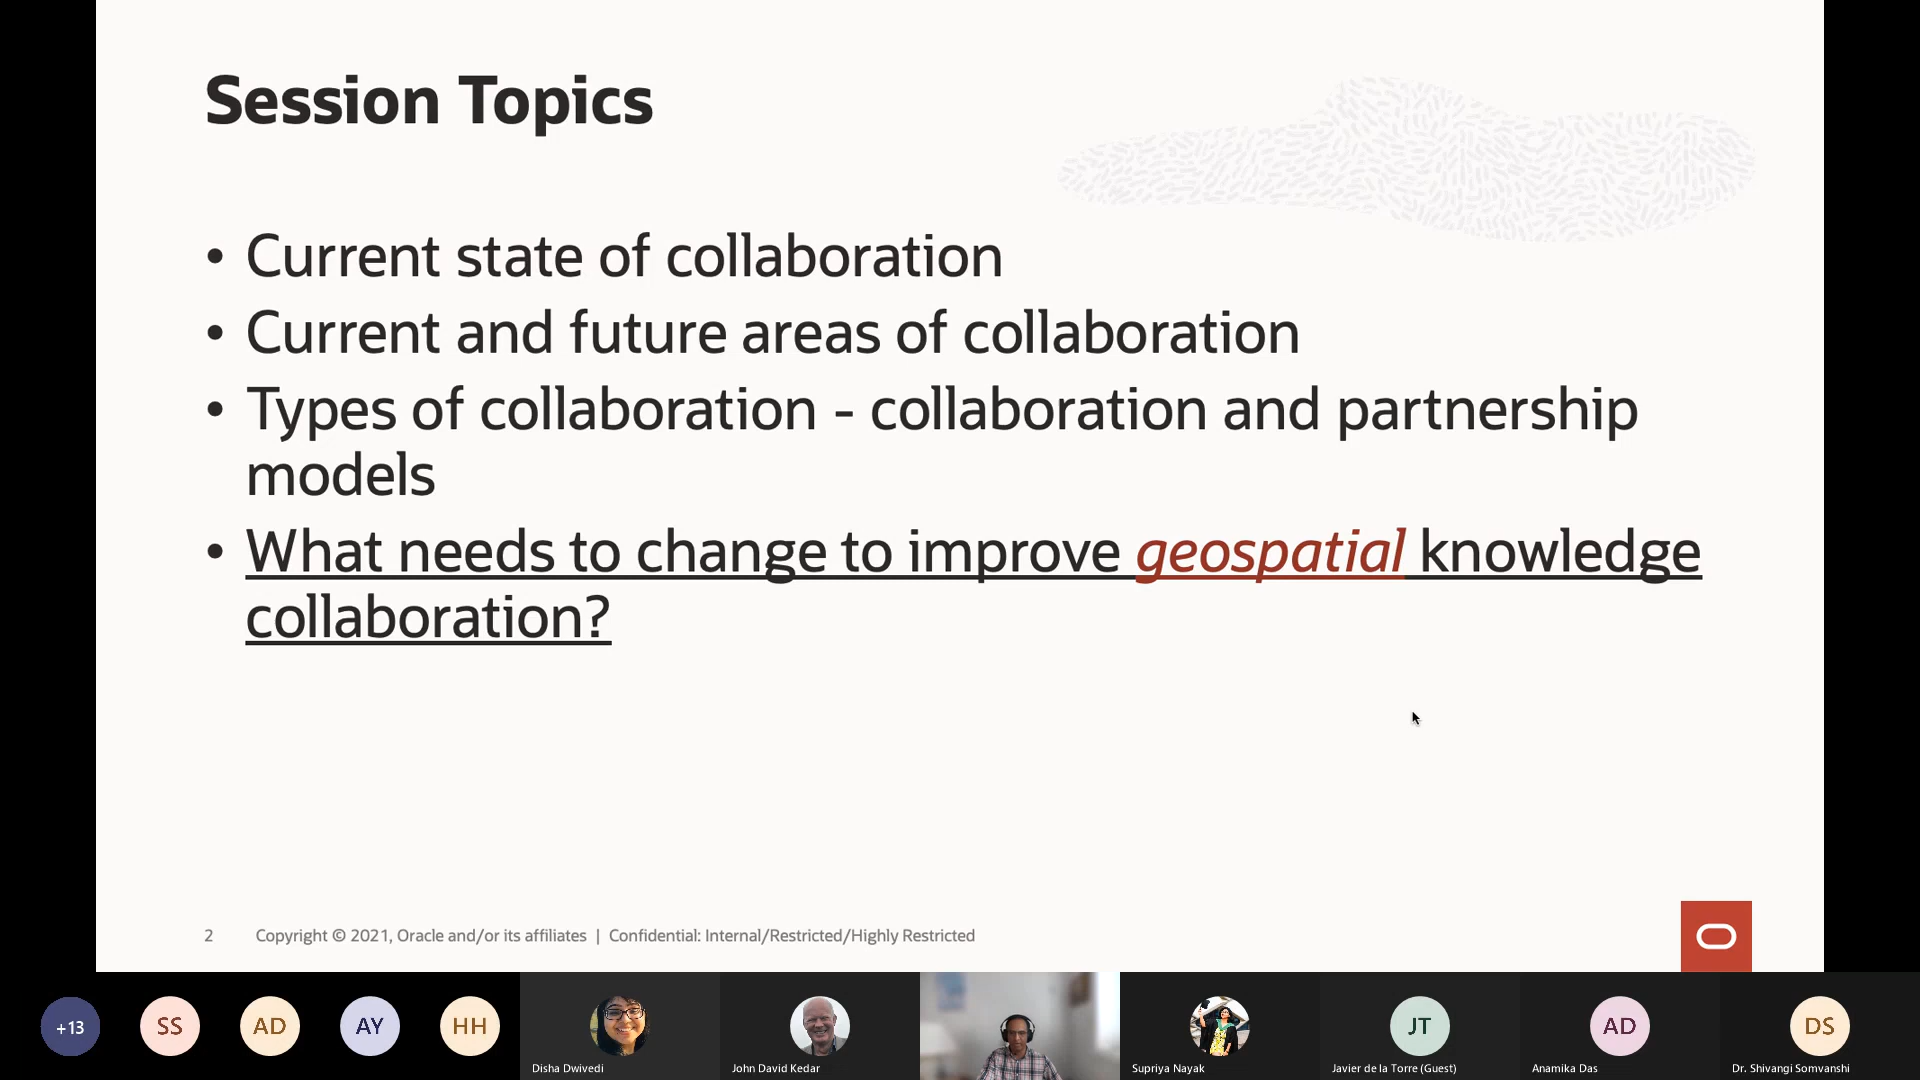 Session Topics
• Current state of collaboration
• Current and future areas of collaboration
• Types of collaboration - collaboration and partnership
models
• What needs to change to improve geospatial knowledge
collaboration?
2 Copyright © 2021, Oracle and/or its affiliates | Confidential: Internal/Restricted/Highly Restricted
+13 SS AD AY HH JT AD DS
Disha Dwivedi John David Kedar Supriya Nayak Javier de la Torre (Guest) Anamika Das Dr. Shivangi Somvanshi